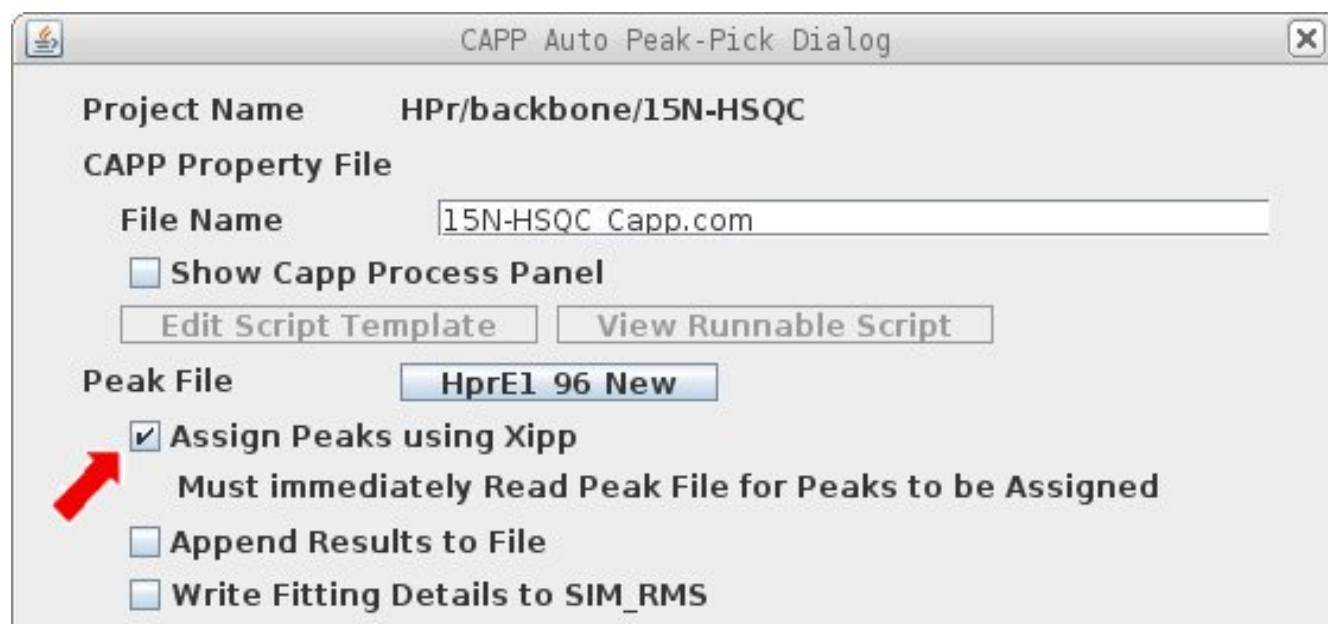 CAPP Auto Peak-Pick Dialog
Project Name HPr/backbone/15N-HSQC
CAPP Property File
File Name 15N-HSQC_Capp.com
Show Capp Process Panel
Edit Script Template View Runnable Script
Peak File HprE1_96_New
Assign Peaks using Xipp
Must immediately Read Peak File for Peaks to be Assigned
Append Results to File
Write Fitting Details to SIM_RMS